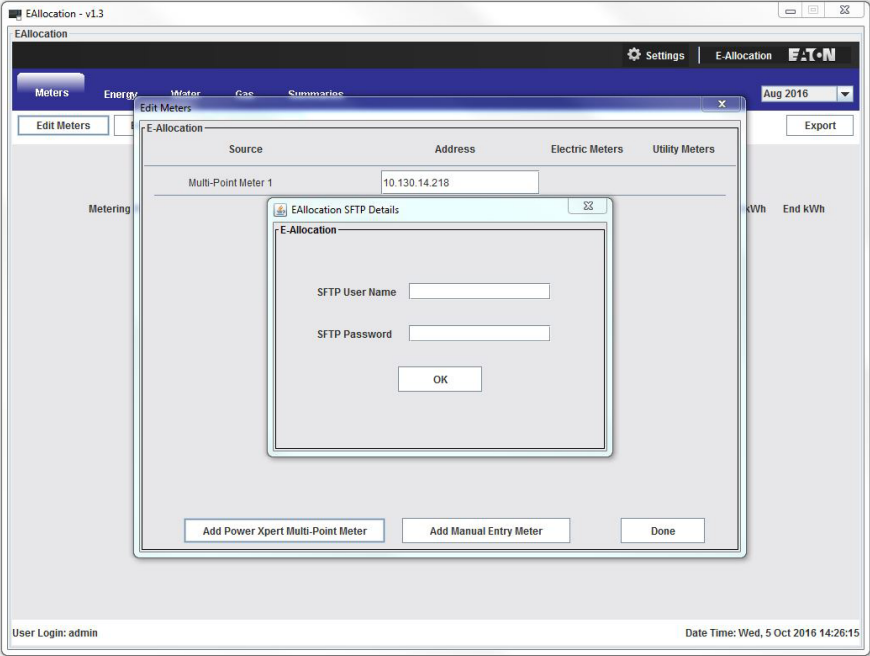 EAllocation - v1.3
EAllocation
Settings
E-Allocation
EATON
Meters
Energy
Water
Gas
Summaries
Aug 2016
Edit Meters
Export
Edit Meters
E-Allocation
Source
Address
Electric Meters
Utility Meters
Multi-Point Meter 1
10.130.14.218
Metering
kWh
End kWh
EAllocation SFTP Details
E-Allocation
SFTP User Name
SFTP Password
OK
Add Power Xpert Multi-Point Meter
Add Manual Entry Meter
Done
User Login: admin
Date Time: Wed, 5 Oct 2016 14:26:15